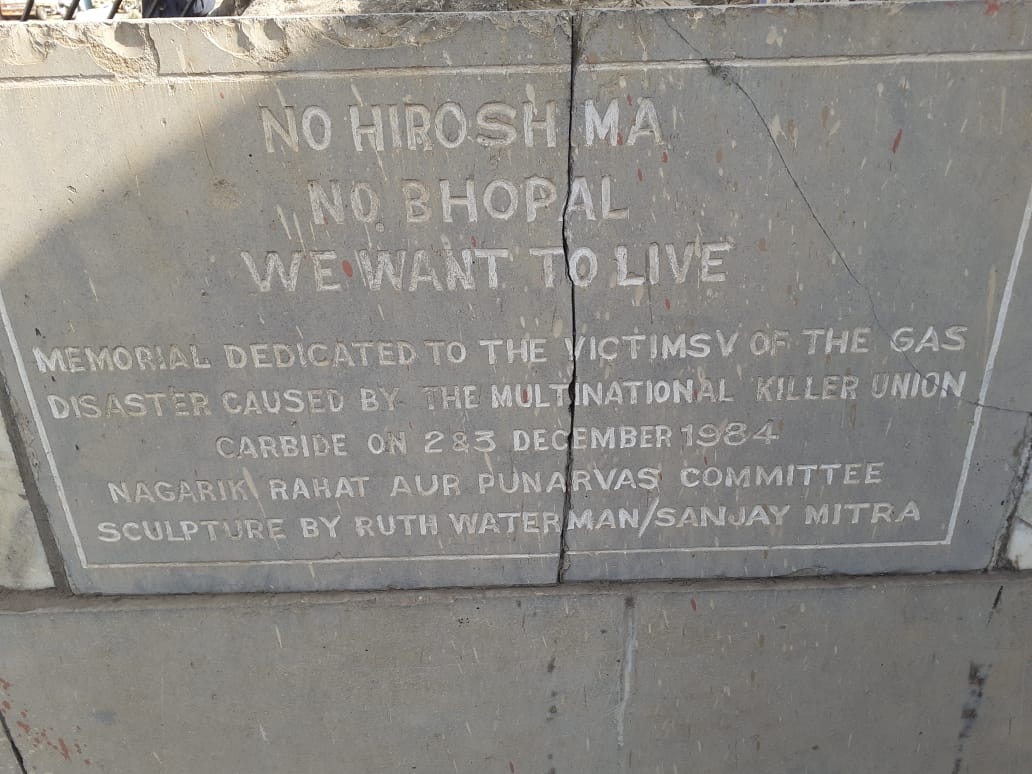 NO HIROSHIMA
NO BHOPAL
WE WANT TO LIVE
MEMORIAL DEDICATED TO THE VICTIMSV OF THE GAS
DISASTER CAUSED BY THE MULTINATIONAL KILLER UNION
CARBIDE ON 2&3 DECEMBER 1984
NAGARIK RAHAT AUR PUNARVAS COMMITTEE
SCULPTURE BY RUTH WATERMAN/SANJAY MITRA